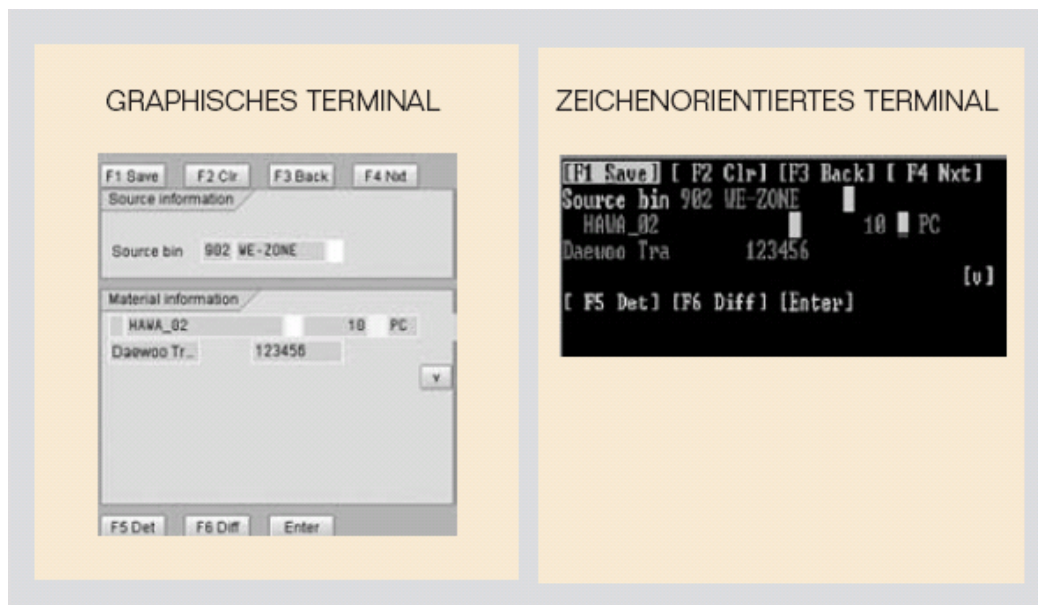 GRAPHISCHES TERMINAL
F1 Save F2 Clr F3 Back F4 Nxt
Source information
Source bin 902 WE-ZONE
Material information
HAWA_02 10 PC
Daewoo Tr... 123456
v
F5 Det F6 Diff Enter
ZEICHENORIENTIERTES TERMINAL
[F1 Save] [ F2 Clr] [F3 Back] [ F4 Nxt]
Source bin 902 WE-ZONE
HAWA_02 10 PC
Daewoo Tra 123456
[v]
[ F5 Det] [F6 Diff] [Enter]